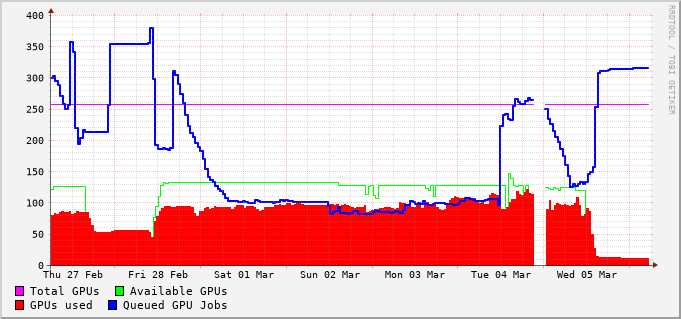 400
350
300
250
200
150
100
50
0
Thu 27 Feb Fri 28 Feb Sat 01 Mar Sun 02 Mar Mon 03 Mar Tue 04 Mar Wed 05 Mar
Total GPUs Available GPUs
GPUs used Queued GPU Jobs
RRDTOOL / TOBI OETIKER